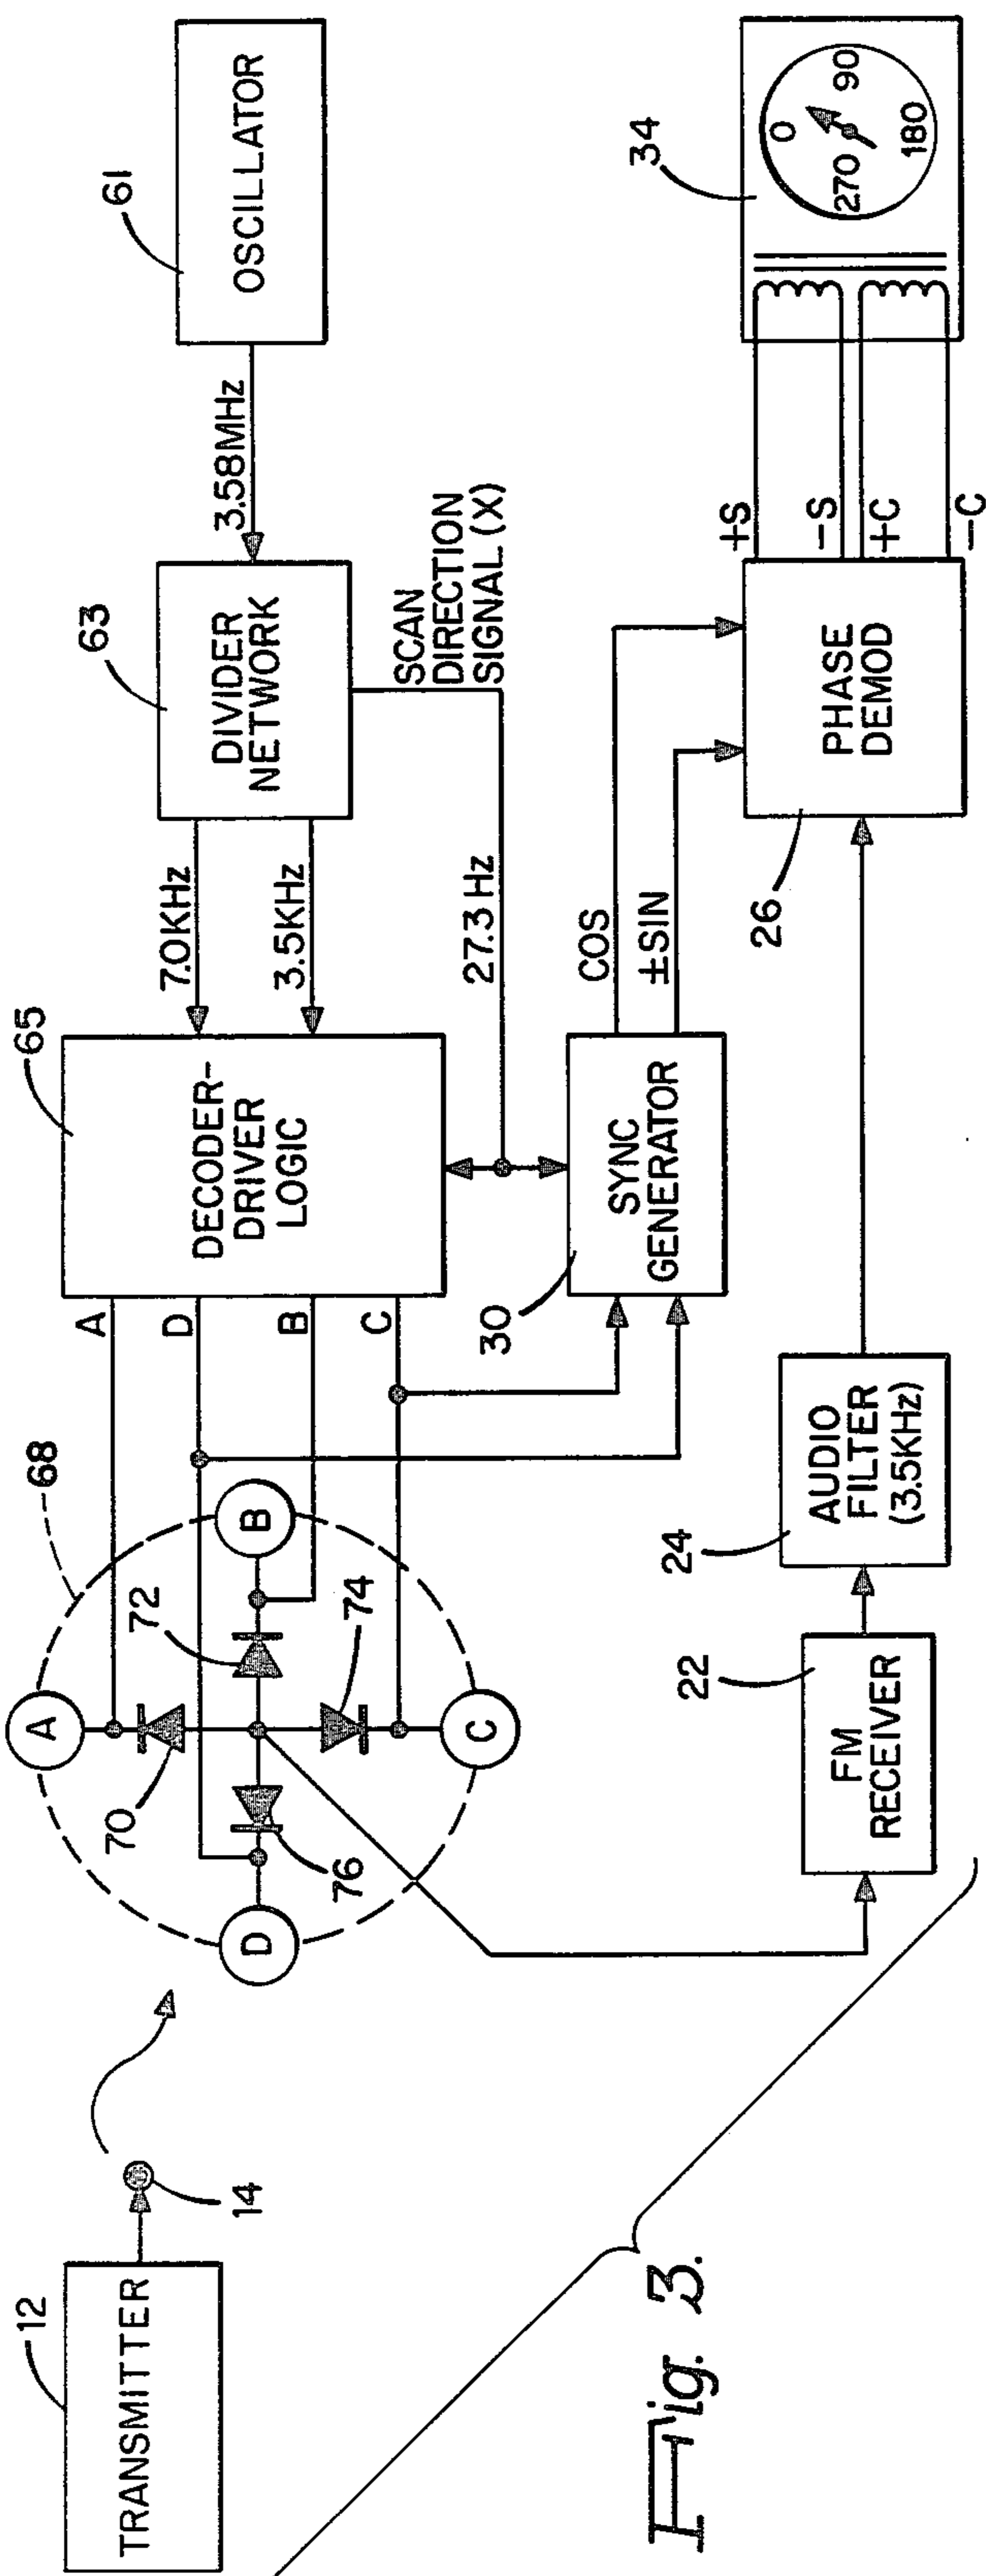 12
TRANSMITTER
14
68
A
B
C
D
70
72
74
76
A
D
B
C
65
DECODER-
DRIVER
LOGIC
7.0KHz
3.5KHz
63
DIVIDER
NETWORK
3.58MHz
61
OSCILLATOR
SCAN
DIRECTION
SIGNAL (X)
27.3 Hz
30
SYNC
GENERATOR
COS
±SIN
22
FM
RECEIVER
24
AUDIO
FILTER
(3.5KHz)
26
PHASE
DEMOD
+S
-S
+C
-C
34
0
90
180
270
Fig. 3.